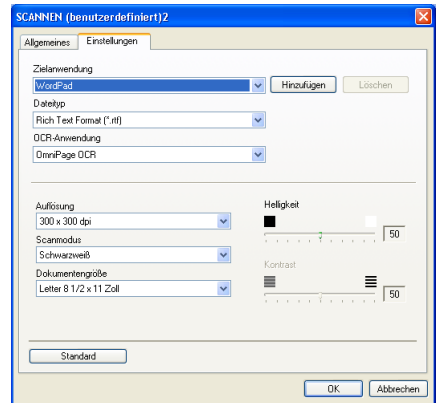 SCANNEN (benutzerdefiniert)2
Allgemeines Einstellungen
Zielanwendung
WordPad Hinzufügen Löschen
Dateityp
Rich Text Format (*.rtf)
OCR-Anwendung
OmniPage OCR
Auflösung Helligkeit
300 x 300 dpi
50
Scanmodus
Schwarzweiß
Kontrast
Dokumentengröße
Letter 8 1/2 x 11 Zoll
50
Standard
OK Abbrechen